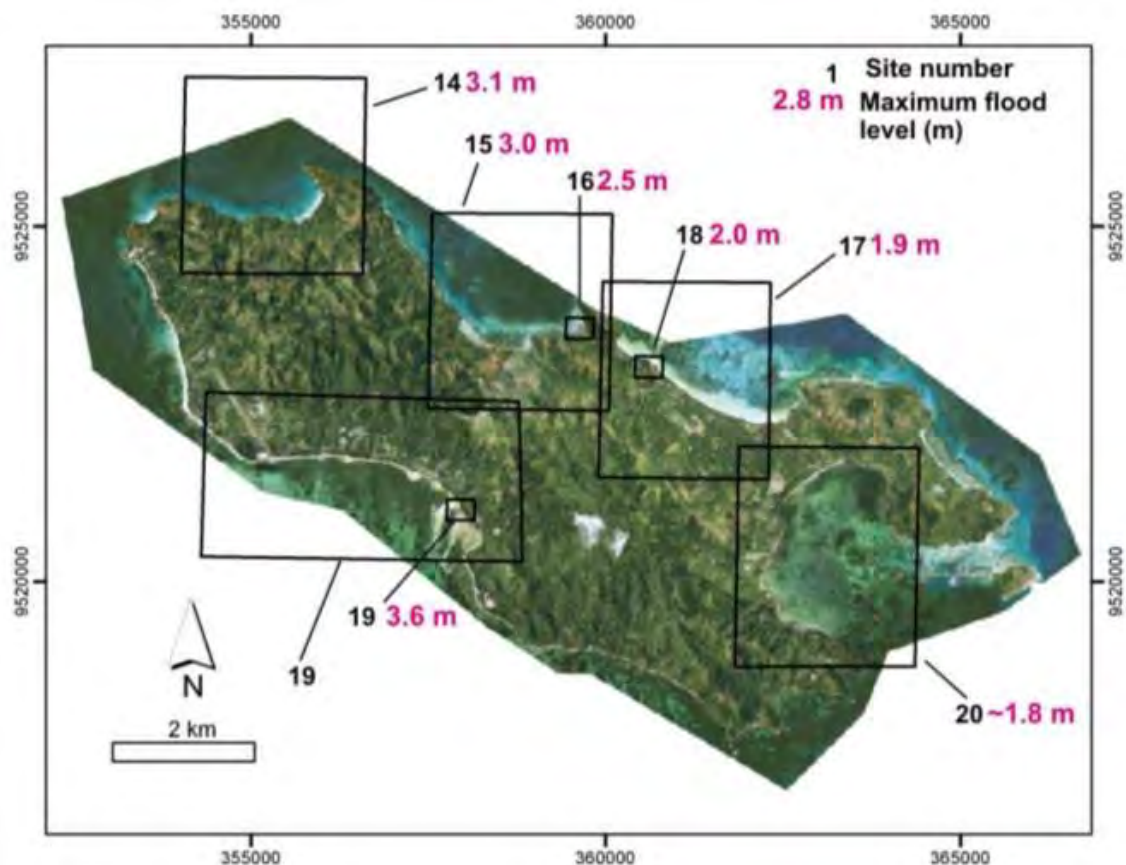 355000
360000
365000
1 Site number
2.8 m Maximum flood
level (m)
14 3.1 m
15 3.0 m
16 2.5 m
18 2.0 m
17 1.9 m
9525000
9525000
9520000
9520000
19 3.6 m
19
20 ~1.8 m
N
2 km
355000
360000
365000